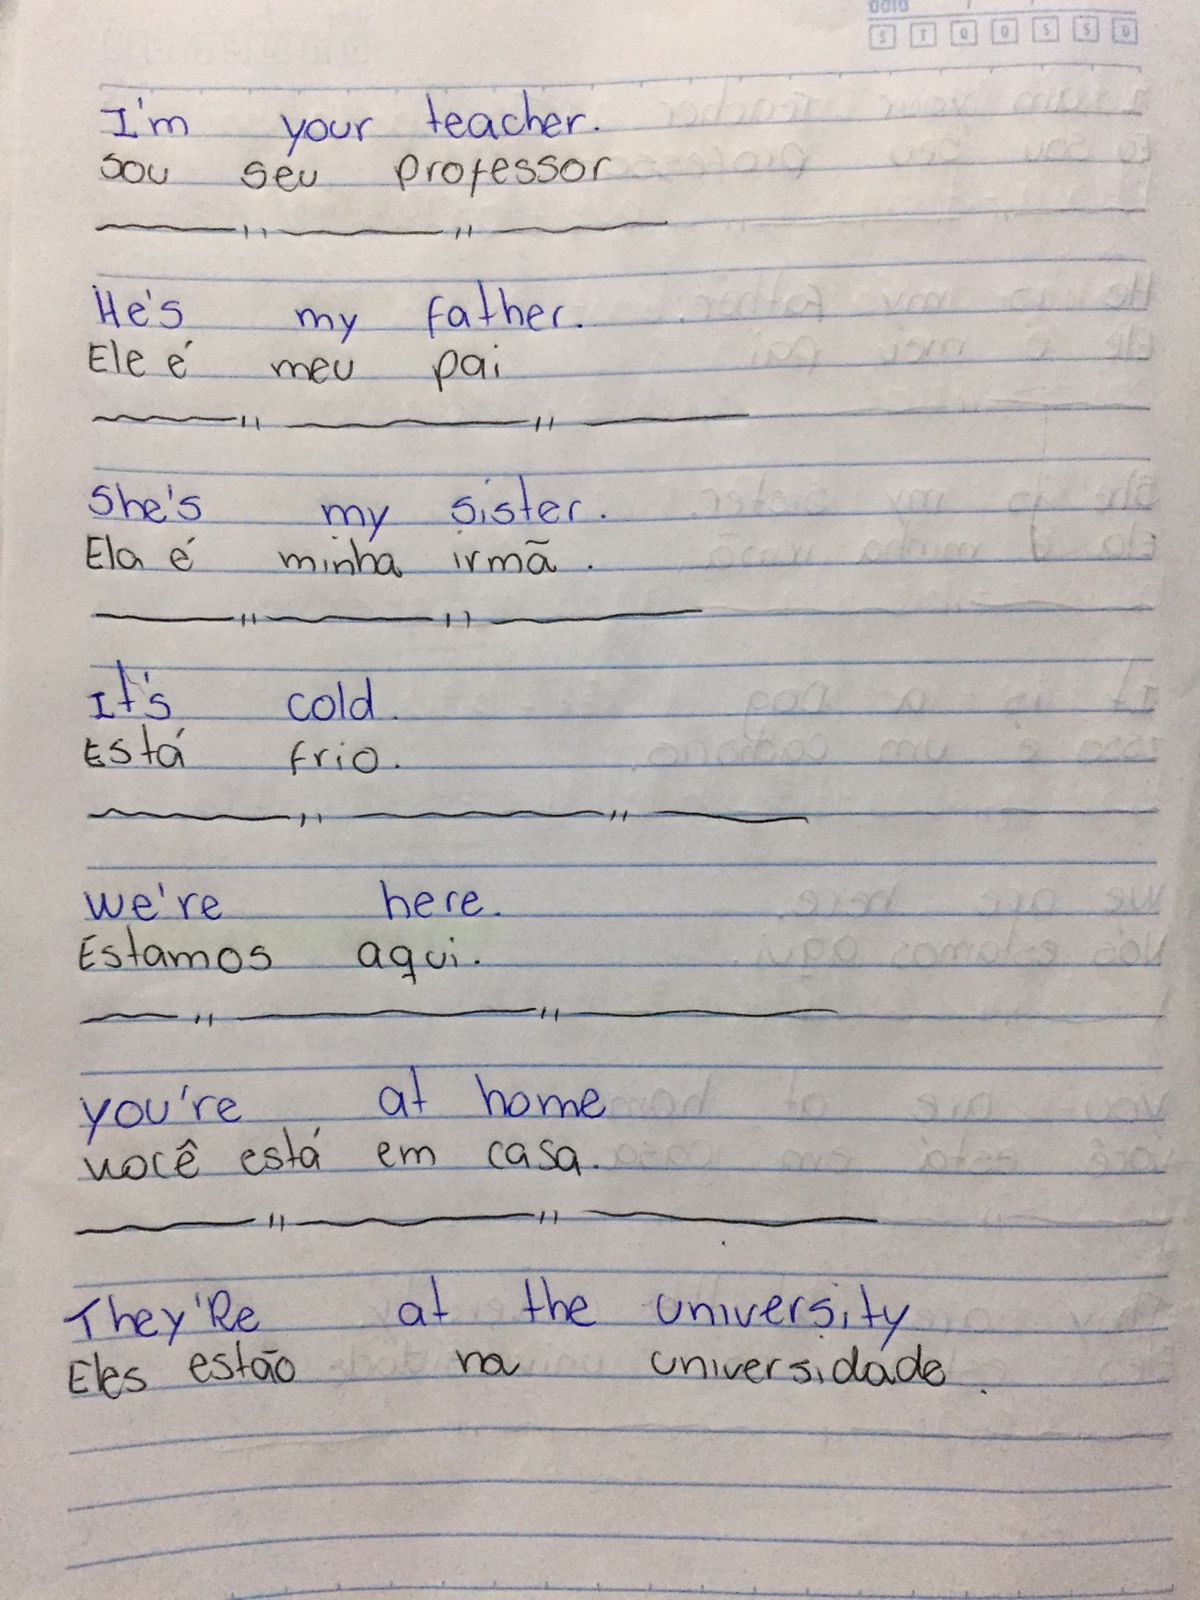 data / /
S T Q Q S S D
I'm your teacher.
Sou seu professor
He's my father.
Ele é meu pai
She's my sister.
Ela é minha irmã.
It's cold.
Está frio.
we're here.
Estamos aqui.
you're at home
você está em casa.
They'Re at the university
Eles estão na universidade.